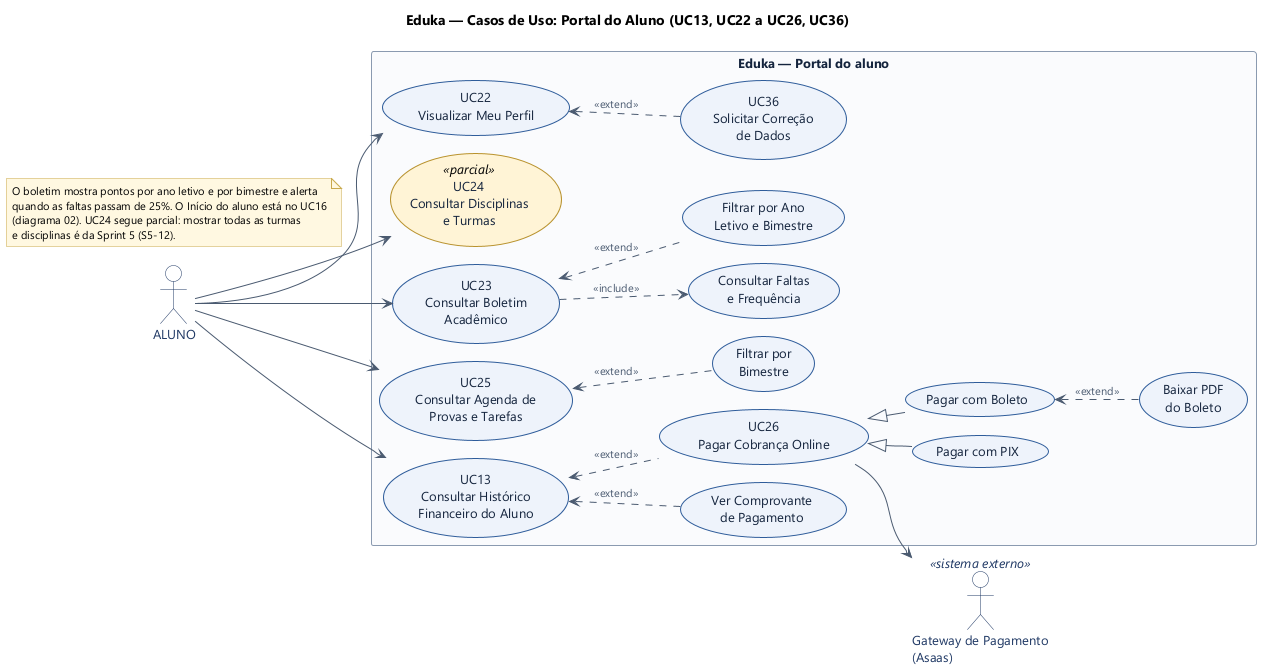 Eduka — Casos de Uso: Portal do Aluno (UC13, UC22 a UC26, UC36)
Eduka — Portal do aluno
UC22
Visualizar Meu Perfil
«extend»
UC36
Solicitar Correção
de Dados
O boletim mostra pontos por ano letivo e por bimestre e alerta
quando as faltas passam de 25%. O Início do aluno está no UC16
(diagrama 02). UC24 segue parcial: mostrar todas as turmas
e disciplinas é da Sprint 5 (S5-12).
«parcial»
UC24
Consultar Disciplinas
e Turmas
Filtrar por Ano
Letivo e Bimestre
«extend»
ALUNO
UC23
Consultar Boletim
Acadêmico
«include»
Consultar Faltas
e Frequência
UC25
Consultar Agenda de
Provas e Tarefas
«extend»
Filtrar por
Bimestre
UC26
Pagar Cobrança Online
Pagar com Boleto
«extend»
Baixar PDF
do Boleto
Pagar com PIX
UC13
Consultar Histórico
Financeiro do Aluno
«extend»
«extend»
Ver Comprovante
de Pagamento
«sistema externo»
Gateway de Pagamento
(Asaas)